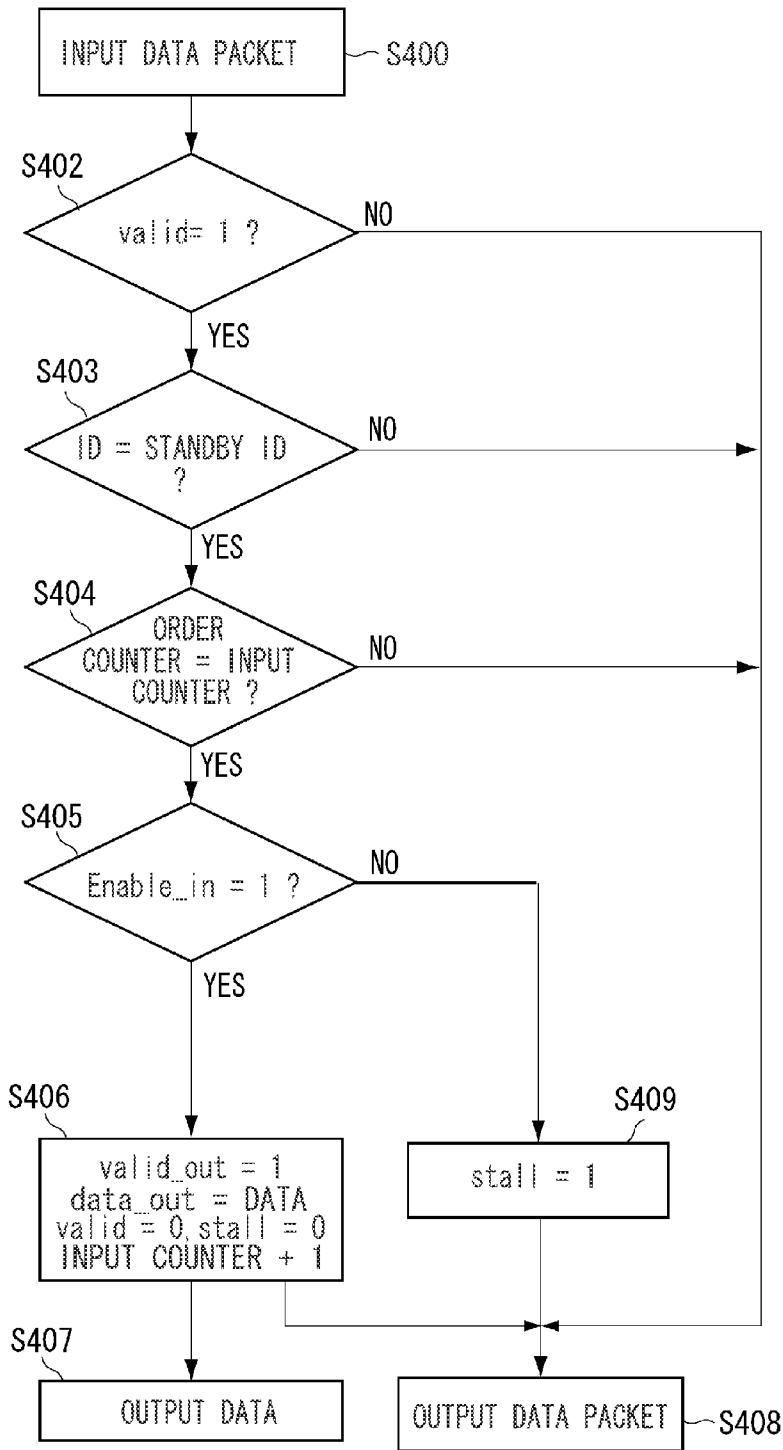 INPUT DATA PACKET
S400
S402
valid= 1 ?
NO
YES
S403
ID = STANDBY ID
?
NO
YES
S404
ORDER
COUNTER = INPUT
COUNTER ?
NO
YES
S405
Enable_in = 1 ?
NO
YES
S406
valid_out = 1
data_out = DATA
valid = 0, stall = 0
INPUT COUNTER + 1
S409
stall = 1
S407
OUTPUT DATA
OUTPUT DATA PACKET
S408